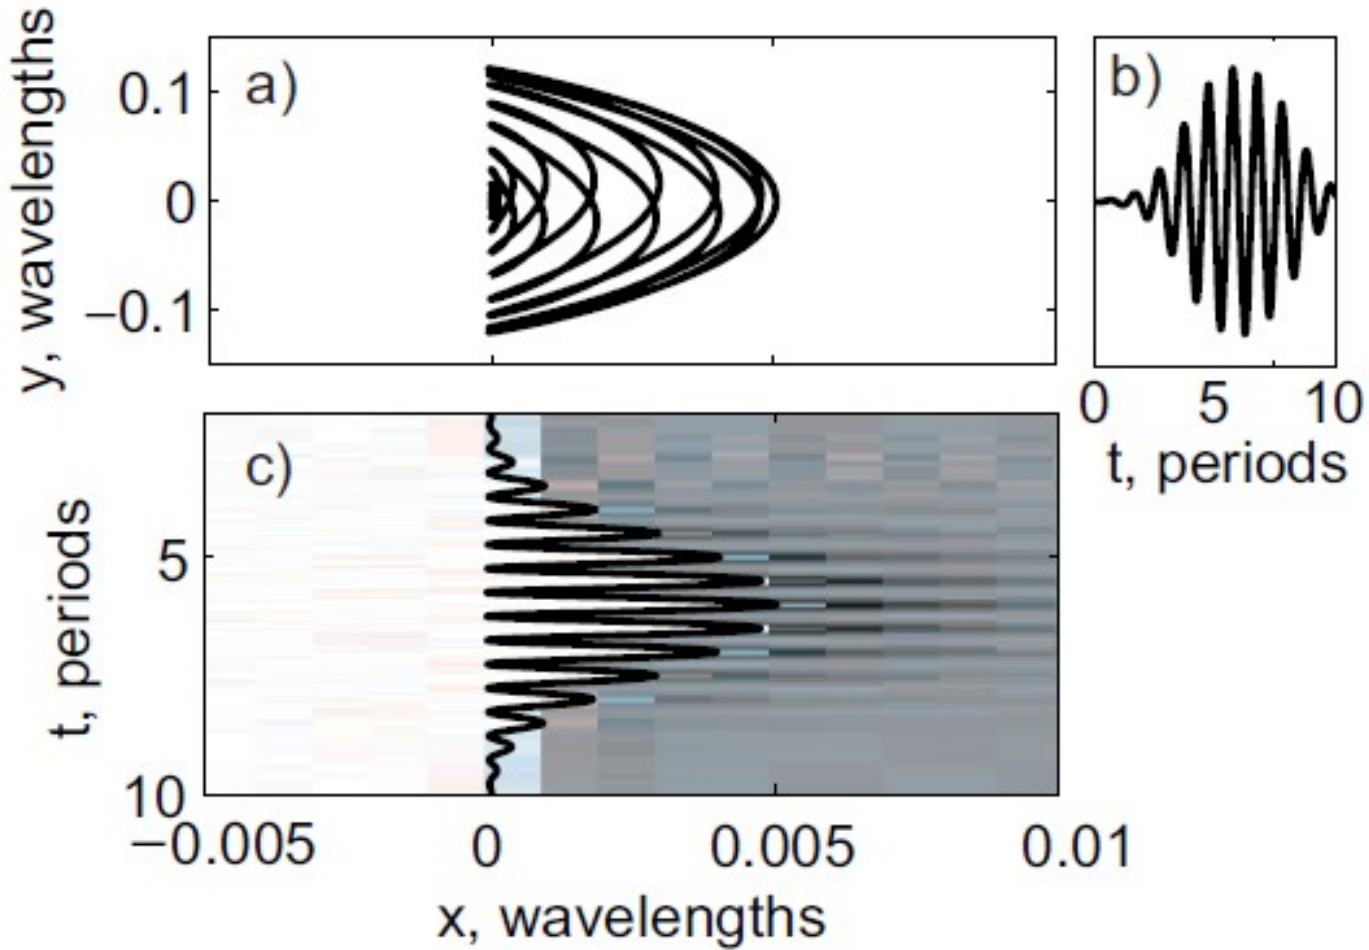 y, wavelengths
0.1
0
−0.1
a)
b)
0 5 10
t, periods
c)
t, periods
5
10
−0.005 0 0.005 0.01
x, wavelengths